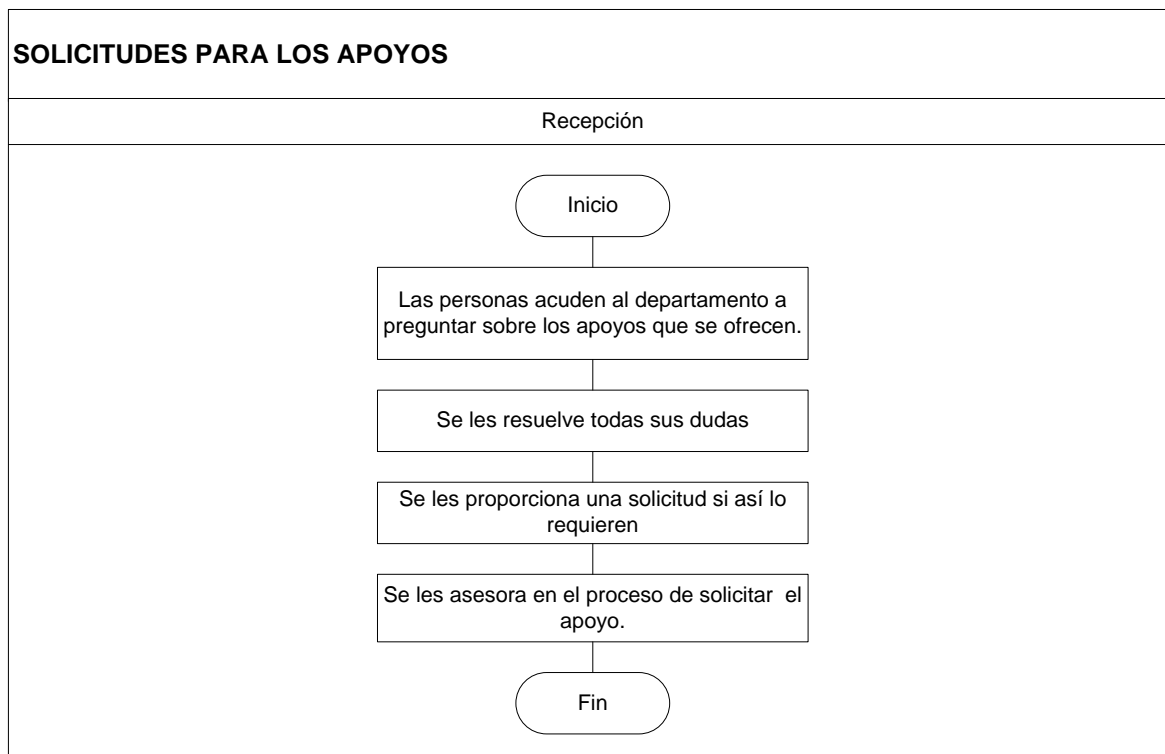 SOLICITUDES PARA LOS APOYOS
Recepción
Inicio
Las personas acuden al departamento a
preguntar sobre los apoyos que se ofrecen.
Se les resuelve todas sus dudas
Se les proporciona una solicitud si así lo
requieren
Se les asesora en el proceso de solicitar  el
apoyo.
Fin